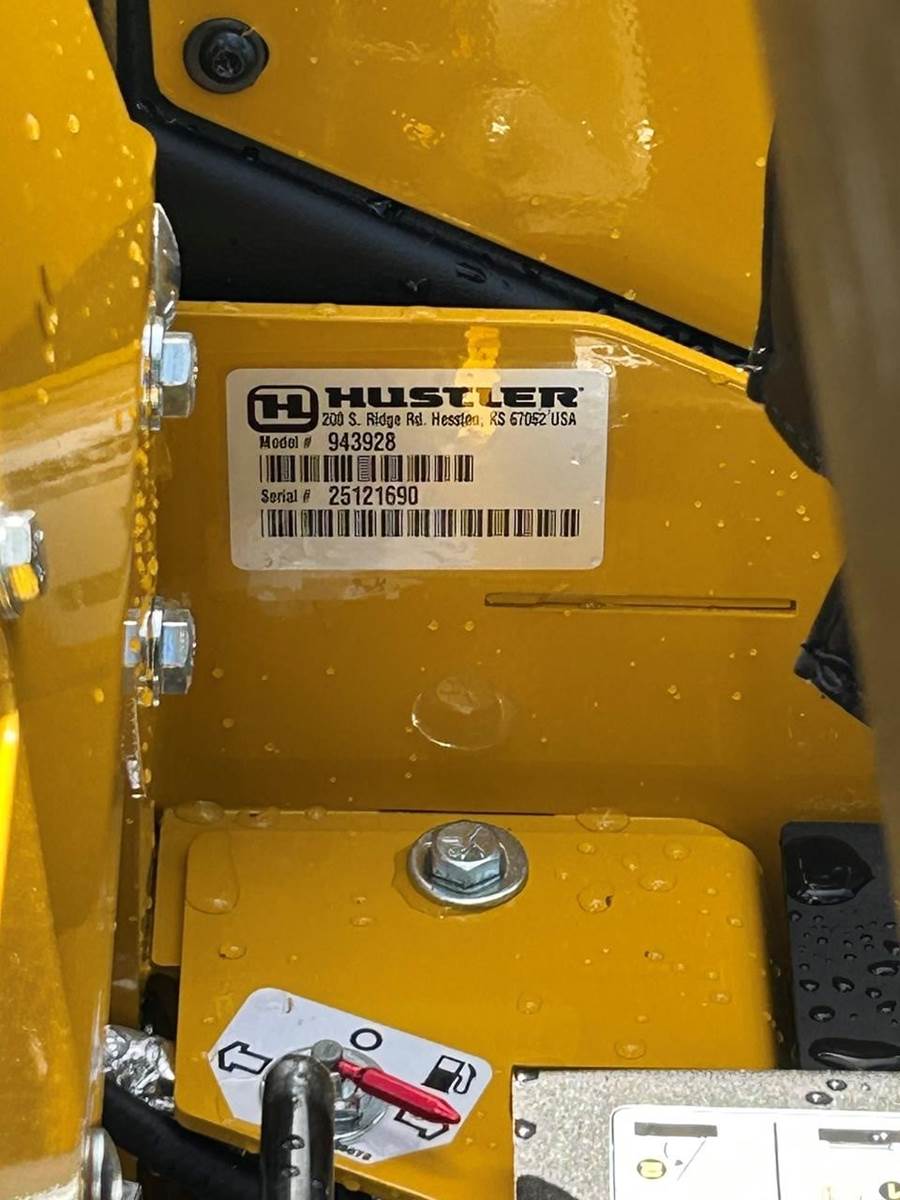 H HUSTLER
200 S. Ridge Rd. Hesston, KS 67062 USA
Model # 943928
Serial # 25121690